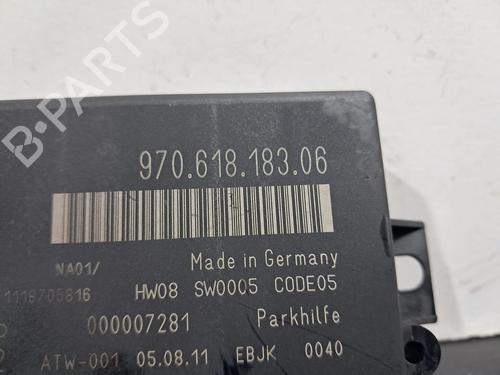 970.618.183.06
NA01/ Made in Germany
1118705816 HW08 SW0005 CODE05
000007281 Parkhilfe
ATW-001 05.08.11 EBJK 0040
B-PARTS